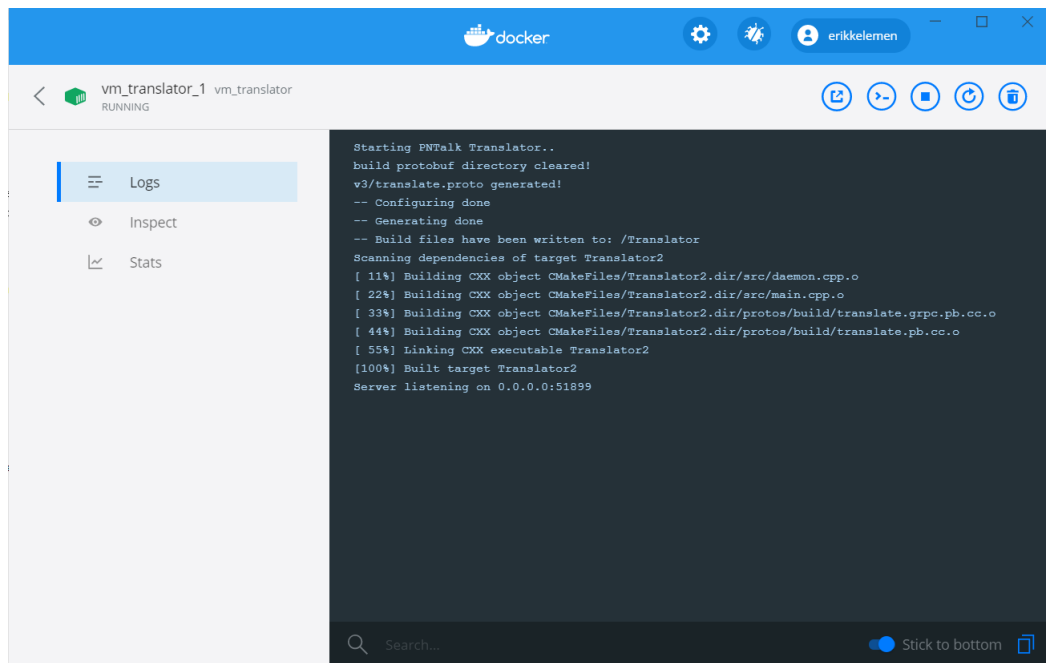 docker
erikkelemen
vm_translator_1 vm_translator
RUNNING
Logs
Inspect
Stats
Starting PNTalk Translator..
build protobuf directory cleared!
v3/translate.proto generated!
-- Configuring done
-- Generating done
-- Build files have been written to: /Translator
Scanning dependencies of target Translator2
[ 11%] Building CXX object CMakeFiles/Translator2.dir/src/daemon.cpp.o
[ 22%] Building CXX object CMakeFiles/Translator2.dir/src/main.cpp.o
[ 33%] Building CXX object CMakeFiles/Translator2.dir/protos/build/translate.grpc.pb.cc.o
[ 44%] Building CXX object CMakeFiles/Translator2.dir/protos/build/translate.pb.cc.o
[ 55%] Linking CXX executable Translator2
[100%] Built target Translator2
Server listening on 0.0.0.0:51899
Search...
Stick to bottom